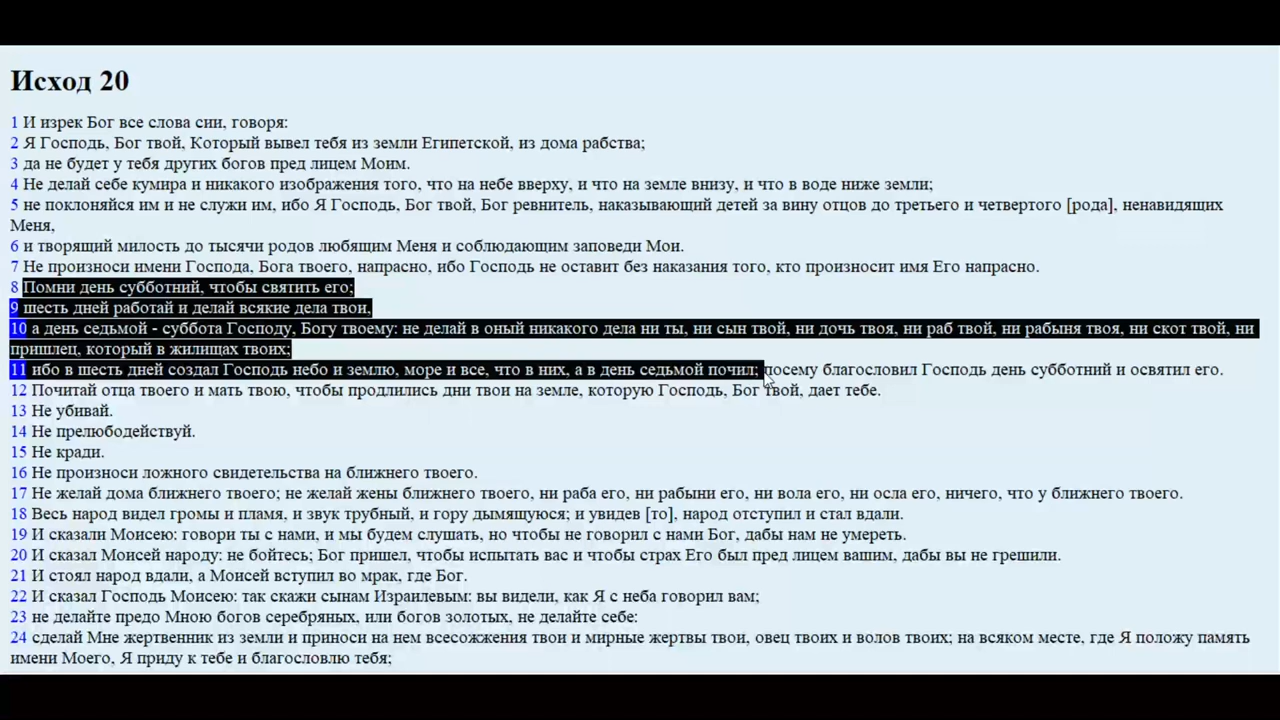 Исход 20
1 И изрек Бог все слова сии, говоря:
2 Я Господь, Бог твой, Который вывел тебя из земли Египетской, из дома рабства;
3 да не будет у тебя других богов пред лицем Моим.
4 Не делай себе кумира и никакого изображения того, что на небе вверху, и что на земле внизу, и что в воде ниже земли;
5 не поклоняйся им и не служи им, ибо Я Господь, Бог твой, Бог ревнитель, наказывающий детей за вину отцов до третьего и четвертого [рода], ненавидящих
Меня,
6 и творящий милость до тысячи родов любящим Меня и соблюдающим заповеди Мои.
7 Не произноси имени Господа, Бога твоего, напрасно, ибо Господь не оставит без наказания того, кто произносит имя Его напрасно.
8 Помни день субботний, чтобы святить его;
9 шесть дней работай и делай всякие дела твои,
10 а день седьмой - суббота Господу, Богу твоему: не делай в оный никакого дела ни ты, ни сын твой, ни дочь твоя, ни раб твой, ни рабыня твоя, ни скот твой, ни
пришлец, который в жилищах твоих;
11 ибо в шесть дней создал Господь небо и землю, море и все, что в них, а в день седьмой почил; посему благословил Господь день субботний и освятил его.
12 Почитай отца твоего и мать твою, чтобы продлились дни твои на земле, которую Господь, Бог твой, дает тебе.
13 Не убивай.
14 Не прелюбодействуй.
15 Не кради.
16 Не произноси ложного свидетельства на ближнего твоего.
17 Не желай дома ближнего твоего; не желай жены ближнего твоего, ни раба его, ни рабыни его, ни вола его, ни осла его, ничего, что у ближнего твоего.
18 Весь народ видел громы и пламя, и звук трубный, и гору дымящуюся; и увидев [то], народ отступил и стал вдали.
19 И сказали Моисею: говори ты с нами, и мы будем слушать, но чтобы не говорил с нами Бог, дабы нам не умереть.
20 И сказал Моисей народу: не бойтесь; Бог пришел, чтобы испытать вас и чтобы страх Его был пред лицем вашим, дабы вы не грешили.
21 И стоял народ вдали, а Моисей вступил во мрак, где Бог.
22 И сказал Господь Моисею: так скажи сынам Израилевым: вы видели, как Я с неба говорил вам;
23 не делайте предо Мною богов серебряных, или богов золотых, не делайте себе:
24 сделай Мне жертвенник из земли и приноси на нем всесожжения твои и мирные жертвы твои, овец твоих и волов твоих; на всяком месте, где Я положу память
имени Моего, Я приду к тебе и благословлю тебя;